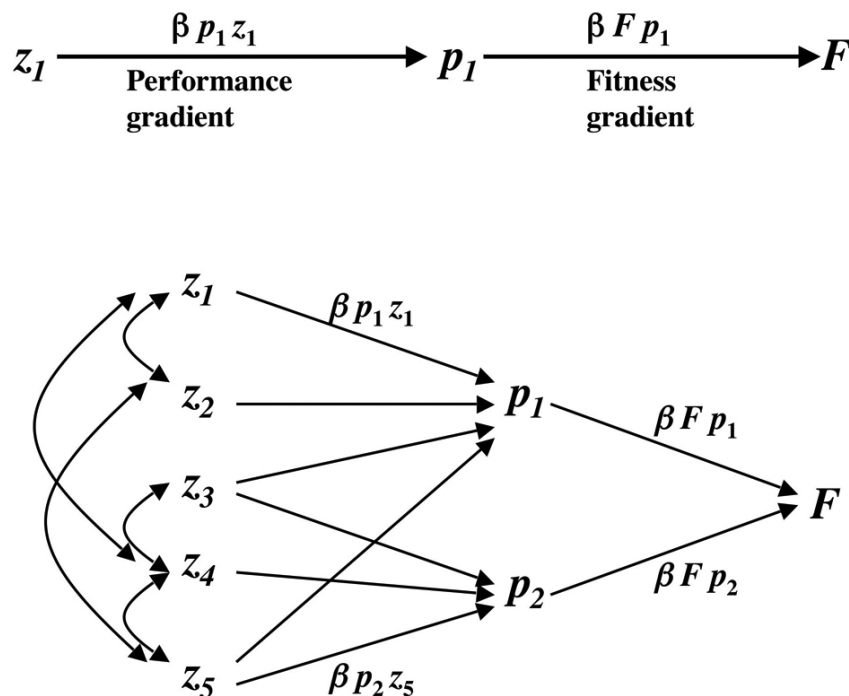 β p₁ z₁ β F p₁
z₁ p₁ F
Performance Fitness
gradient gradient
z₁
β p₁ z₁
z₂ p₁
β F p₁
z₃
F
z₄
p₂
β F p₂
z₅
β p₂ z₅